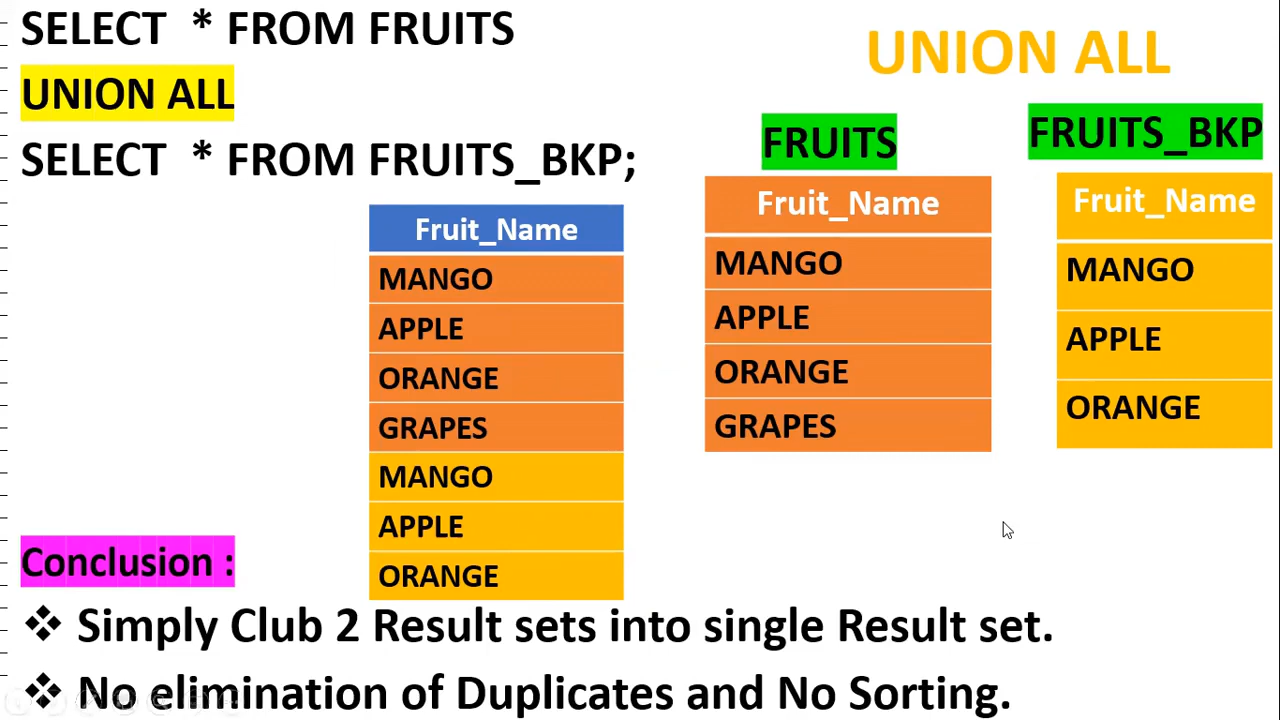 SELECT * FROM FRUITS
UNION ALL
SELECT * FROM FRUITS_BKP;
UNION ALL
FRUITS
FRUITS_BKP
Fruit_Name
MANGO
APPLE
ORANGE
GRAPES
MANGO
APPLE
ORANGE
Fruit_Name
MANGO
APPLE
ORANGE
GRAPES
Fruit_Name
MANGO
APPLE
ORANGE
Conclusion :
❖ Simply Club 2 Result sets into single Result set.
❖ No elimination of Duplicates and No Sorting.